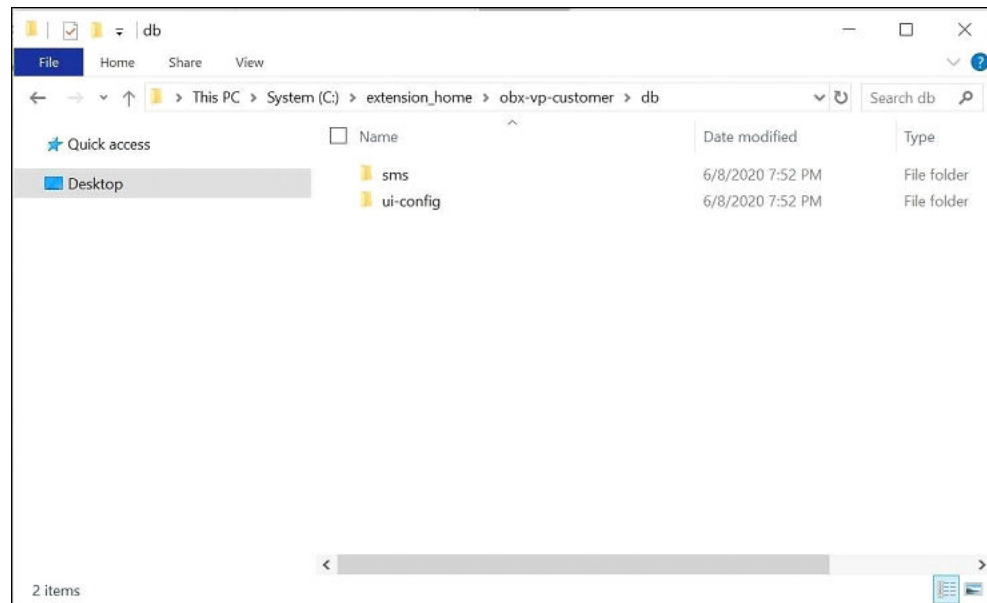 db
File Home Share View
This PC > System (C:) > extension_home > obx-vp-customer > db Search db
Quick access
Desktop
Name Date modified Type
sms 6/8/2020 7:52 PM File folder
ui-config 6/8/2020 7:52 PM File folder
2 items